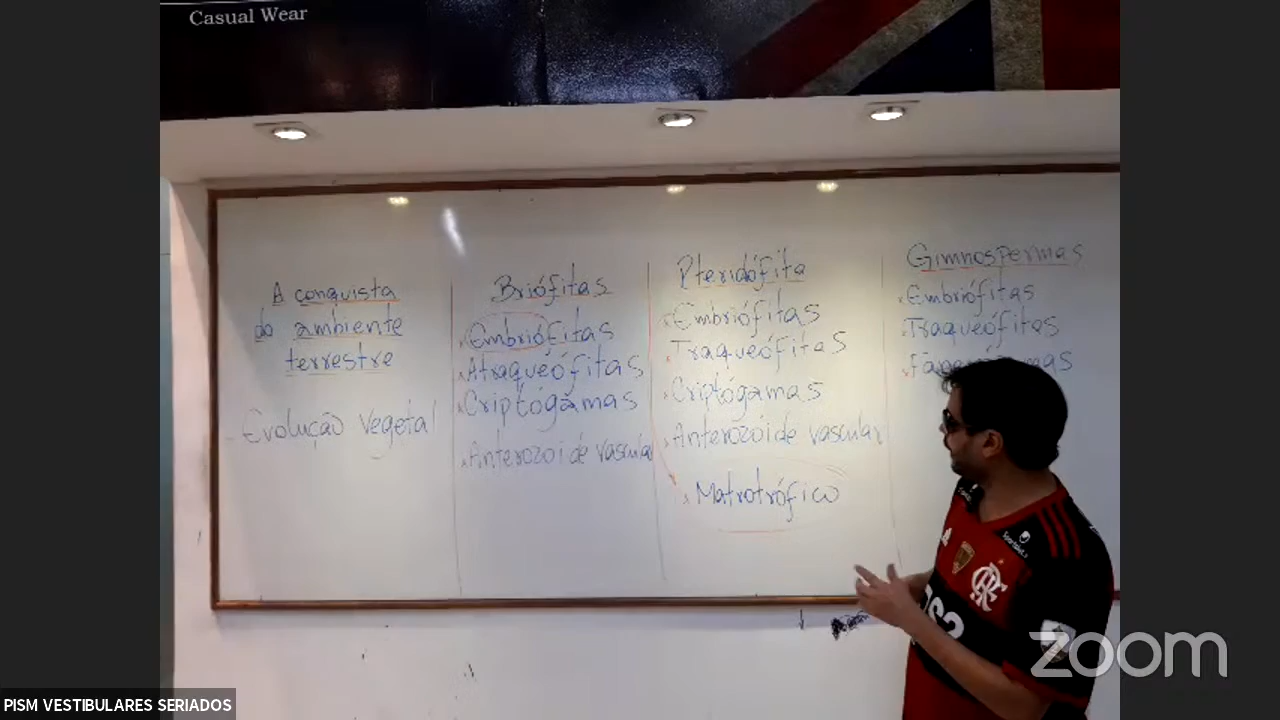 Casual Wear
A conquista
do ambiente
terrestre
- Evolução vegetal
Briófitas
x Embriófitas
x Atraqueófitas
x Criptógamas
x Anterozoide vascular
Pteridófita
x Embriófitas
x Traqueófitas
x Criptógamas
x Anterozoide vascular
x Matrotrófico
Gimnospermas
x Embriófitas
x Traqueófitas
zoom
PISM VESTIBULARES SERIADOS